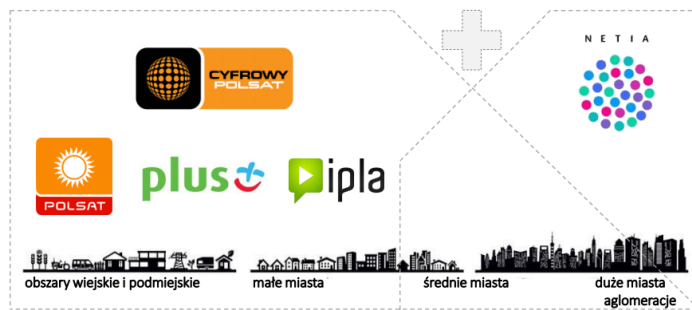 NETIA
CYFROWY
POLSAT
POLSAT
plus
ipla
obszary wiejskie i podmiejskie
małe miasta
średnie miasta
duże miasta
aglomeracje